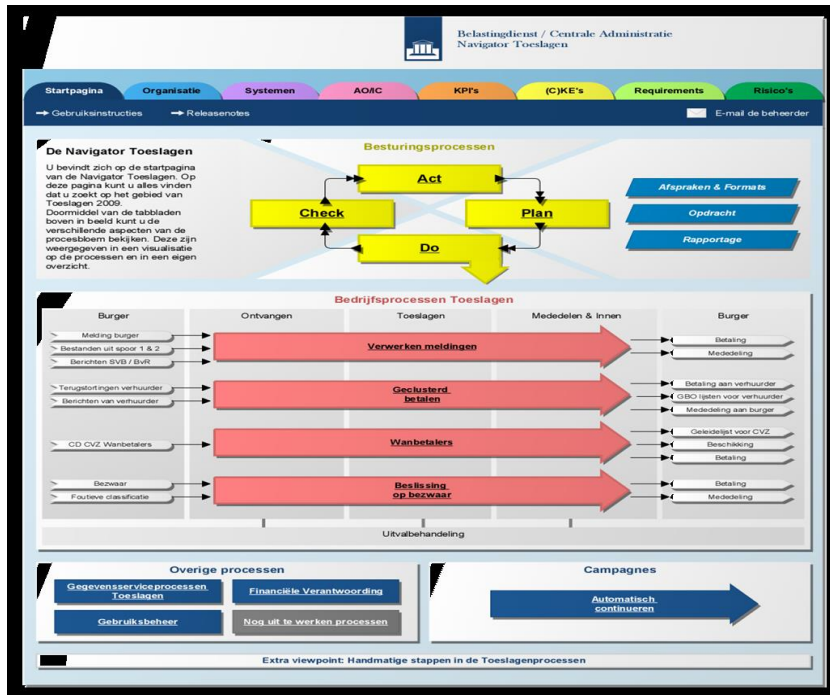 Belastingdienst / Centrale Administratie
Navigator Toeslagen
Startpagina
Organisatie
Systemen
AO/IC
KPI's
(C)KE's
Requirements
Risico's
Gebruiksinstructies
Releasenotes
E-mail de beheerder
De Navigator Toeslagen
U bevindt zich op de startpagina
van de Navigator Toeslagen. Op
deze pagina kunt u alles vinden
dat u zoekt op het gebied van
Toeslagen 2009.
Doormiddel van de tabbladen
boven in beeld kunt u de
verschillende aspecten van de
procesbloem bekijken. Deze zijn
weergegeven in een visualisatie
op de processen en in een eigen
overzicht.
Besturingsprocessen
Act
Check
Plan
Do
Afspraken & Formats
Opdracht
Rapportage
Bedrijfsprocessen Toeslagen
Burger
Ontvangen
Toeslagen
Mededelen & Innen
Burger
Melding burger
Bestanden uit spoor 1 & 2
Berichten SVB / BvR
Verwerken meldingen
Betaling
Mededeling
Terugstortingen verhuurder
Berichten van verhuurder
Geclusterd
betalen
Betaling aan verhuurder
GBO lijsten voor verhuurder
Mededeling aan burger
CD CVZ Wanbetalers
Wanbetalers
Geleidelijst voor CVZ
Beschikking
Betaling
Bezwaar
Foutieve classificatie
Beslissing
op bezwaar
Betaling
Mededeling
Uitvalbehandeling
Overige processen
Gegevensserviceprocessen
Toeslagen
Financiële Verantwoording
Gebruiksbeheer
Nog uit te werken processen
Campagnes
Automatisch
continueren
Extra viewpoint: Handmatige stappen in de Toeslagenprocessen